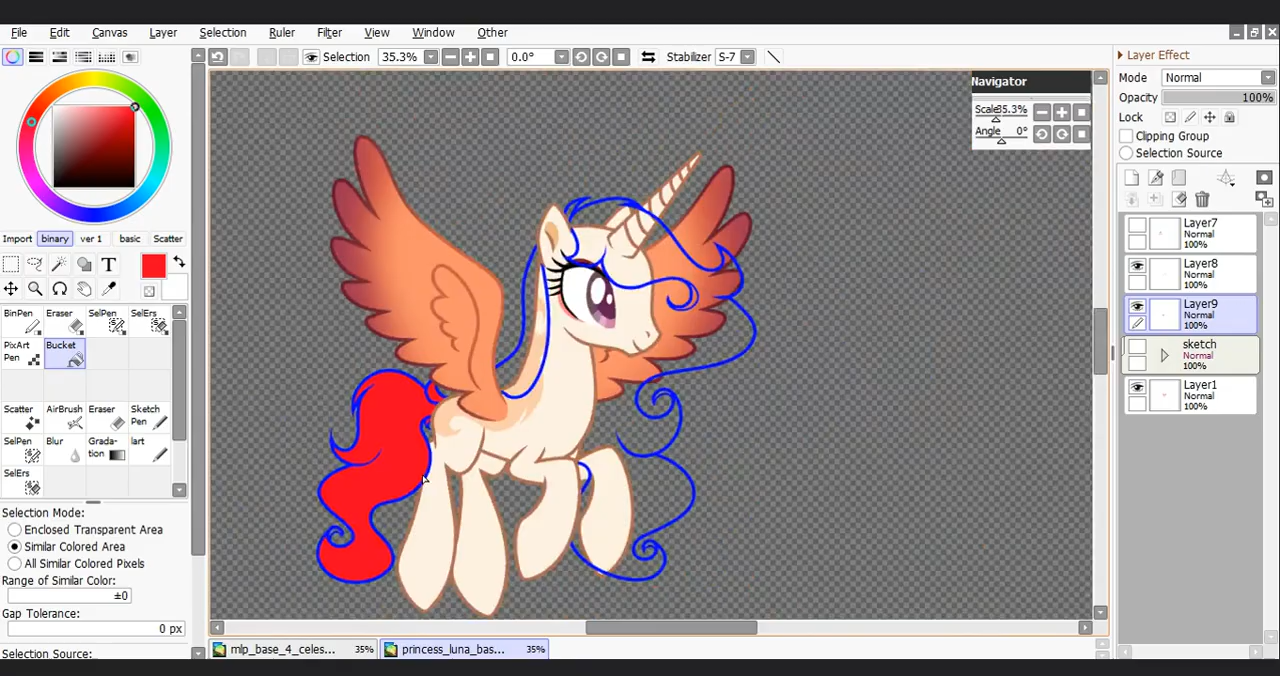 File Edit Canvas Layer Selection Ruler Filter View Window Other
Selection 35.3% 0.0° Stabilizer S-7
Import binary ver 1 basic Scatter
T
BinPen Eraser SelPen SelErs
PixArt Pen Bucket
Scatter AirBrush Eraser Sketch Pen
SelPen Blur Grada-tion lart
SelErs
Selection Mode:
Enclosed Transparent Area
Similar Colored Area
All Similar Colored Pixels
Range of Similar Color:
±0
Gap Tolerance:
0 px
Selection Source:
Navigator
Scale 35.3%
Angle 0°
mlp_base_4_celes... 35% princess_luna_bas... 35%
Layer Effect
Mode Normal
Opacity 100%
Lock
Clipping Group
Selection Source
Layer7
Normal
100%
Layer8
Normal
100%
Layer9
Normal
100%
sketch
Normal
100%
Layer1
Normal
100%